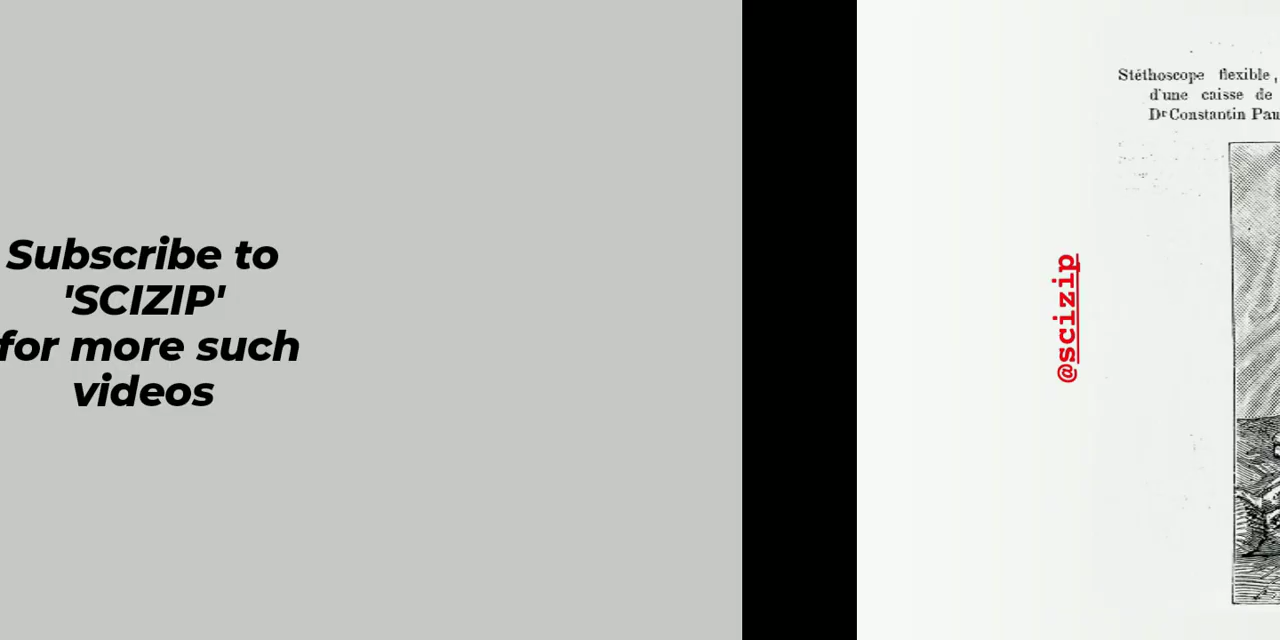 Subscribe to
'SCIZIP'
for more such
videos
@scizip
Stéthoscope flexible,
d'une caisse de
Dr Constantin Pau